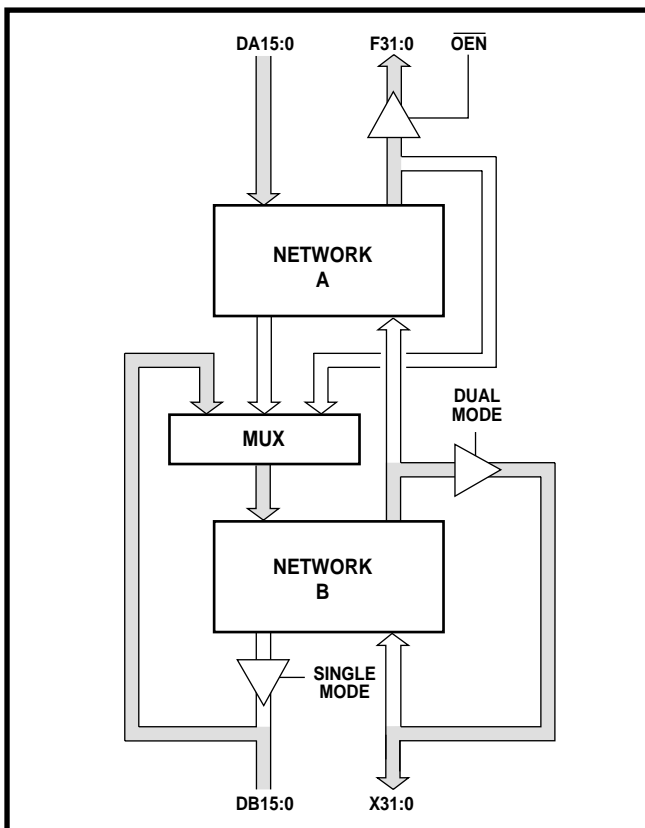 DA15:0
F31:0
OEN
NETWORK
A
DUAL
MODE
MUX
NETWORK
B
SINGLE
MODE
DB15:0
X31:0